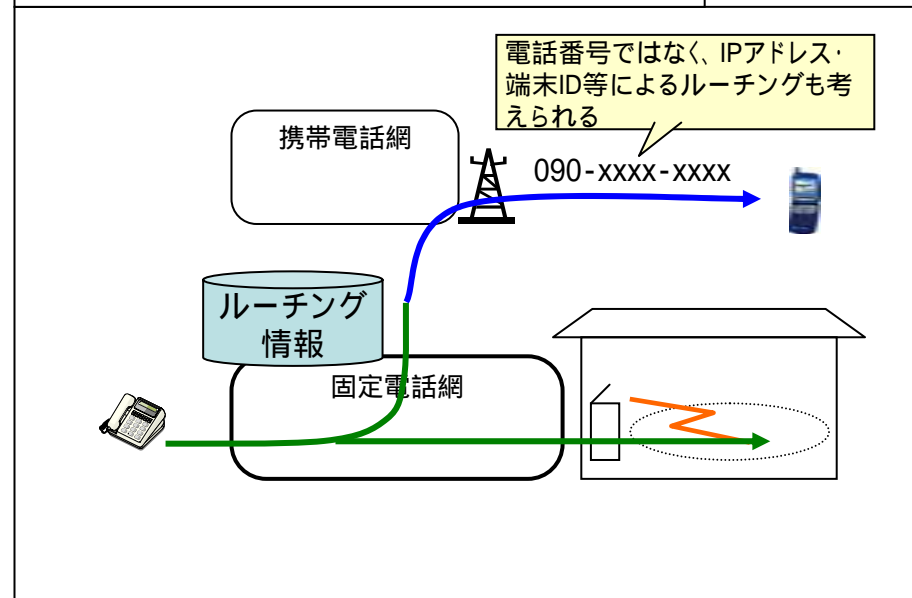 電話番号ではなく、IPアドレス・
端末ID等によるルーチングも考
えられる
携帯電話網
090-xxxx-xxxx
ルーチング
情報
固定電話網